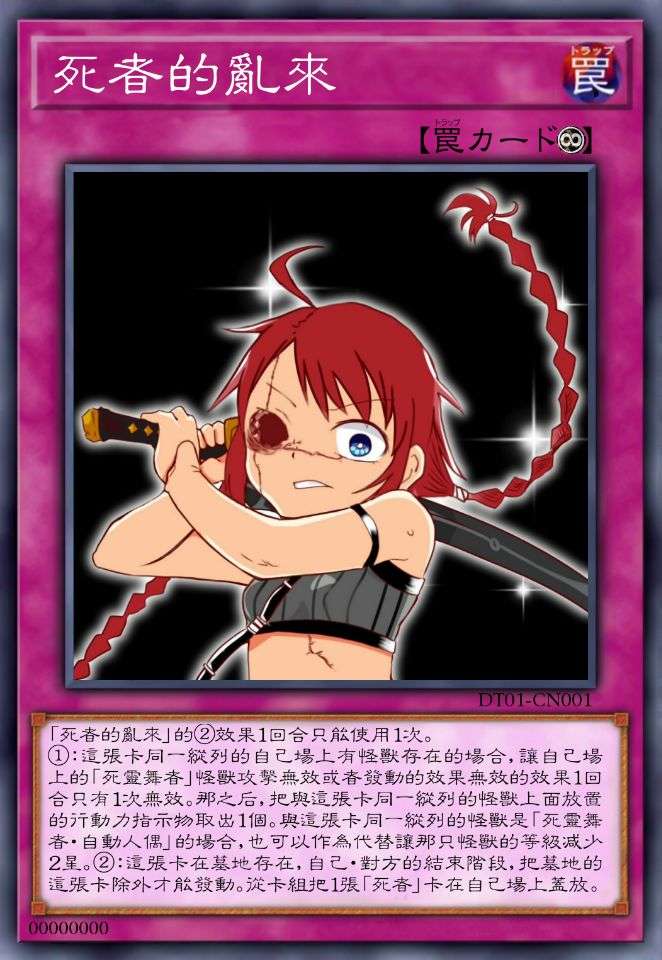 死者的亂來
トラップ
罠
トラップ
【罠カード】
DT01-CN001
「死者的亂來」的②效果1回合只能使用1次。
①：這張卡同一縱列的自己場上有怪獸存在的場合，讓自己場
上的「死靈舞者」怪獸攻擊無效或者發動的效果無效的效果1回
合只有1次無效。那之后，把與這張卡同一縱列的怪獸上面放置
的行動力指示物取出1個。與這張卡同一縱列的怪獸是「死靈舞
者·自動人偶」的場合，也可以作為代替讓那只怪獸的等級減少
2星。②：這張卡在墓地存在，自己·對方的結束階段，把墓地的
這張卡除外才能發動。從卡組把1張「死者」卡在自己場上蓋放。
00000000